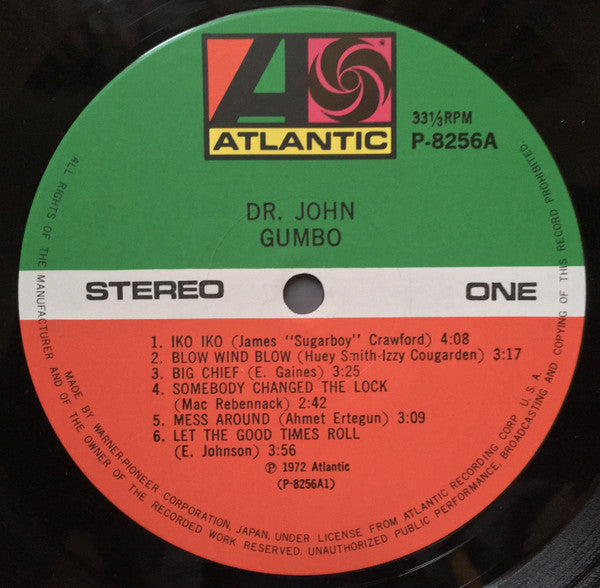 ATLANTIC
33⅓RPM
P-8256A
DR. JOHN
GUMBO
STEREO
ONE
1. IKO IKO (James "Sugarboy" Crawford) 4:08
2. BLOW WIND BLOW (Huey Smith-Izzy Cougarden) 3:17
3. BIG CHIEF (E. Gaines) 3:25
4. SOMEBODY CHANGED THE LOCK
(Mac Rebennack) 2:42
5. MESS AROUND (Ahmet Ertegun) 3:09
6. LET THE GOOD TIMES ROLL
(E. Johnson) 3:56
Ⓟ 1972 Atlantic
(P-8256A1)
MADE BY WARNER-PIONEER CORPORATION, JAPAN, UNDER LICENSE FROM ATLANTIC RECORDING CORP. U.S.A.
ALL RIGHTS OF THE MANUFACTURER AND OF THE OWNER OF THE RECORDED WORK RESERVED. UNAUTHORIZED PUBLIC PERFORMANCE, BROADCASTING AND COPYING OF THIS RECORD PROHIBITED.